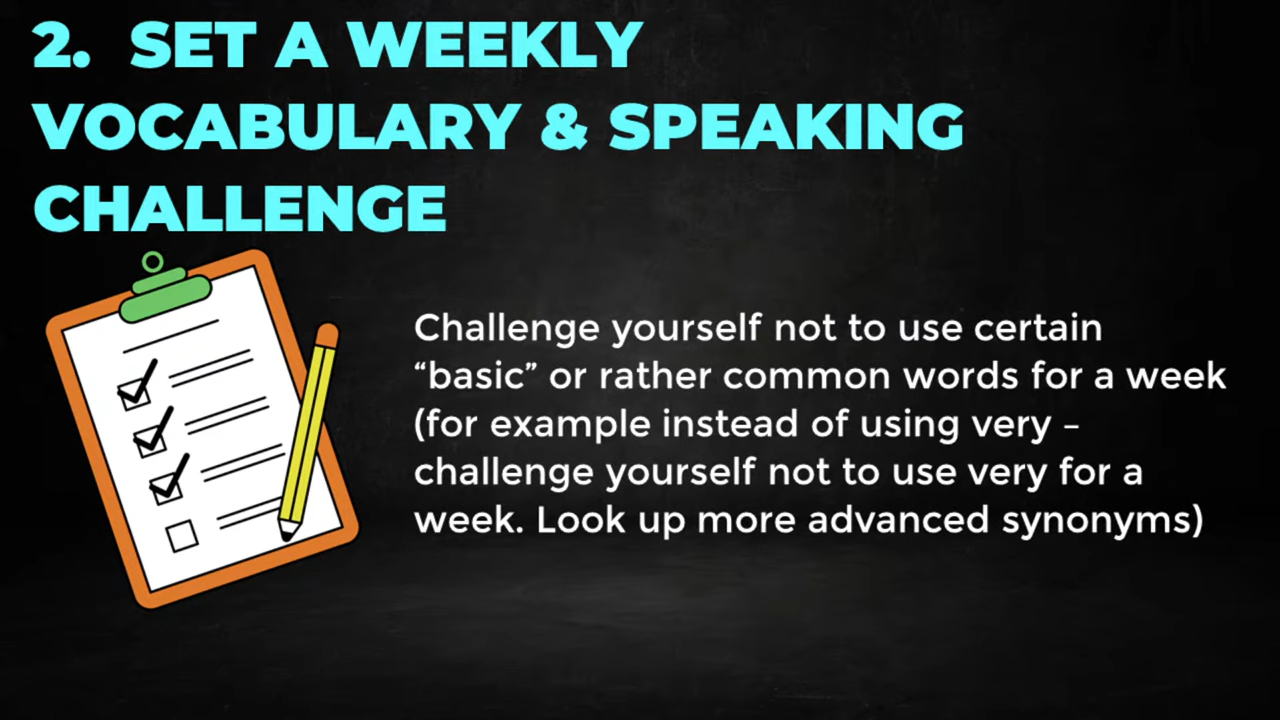 2. SET A WEEKLY
VOCABULARY & SPEAKING
CHALLENGE
Challenge yourself not to use certain
“basic” or rather common words for a week
(for example instead of using very –
challenge yourself not to use very for a
week. Look up more advanced synonyms)